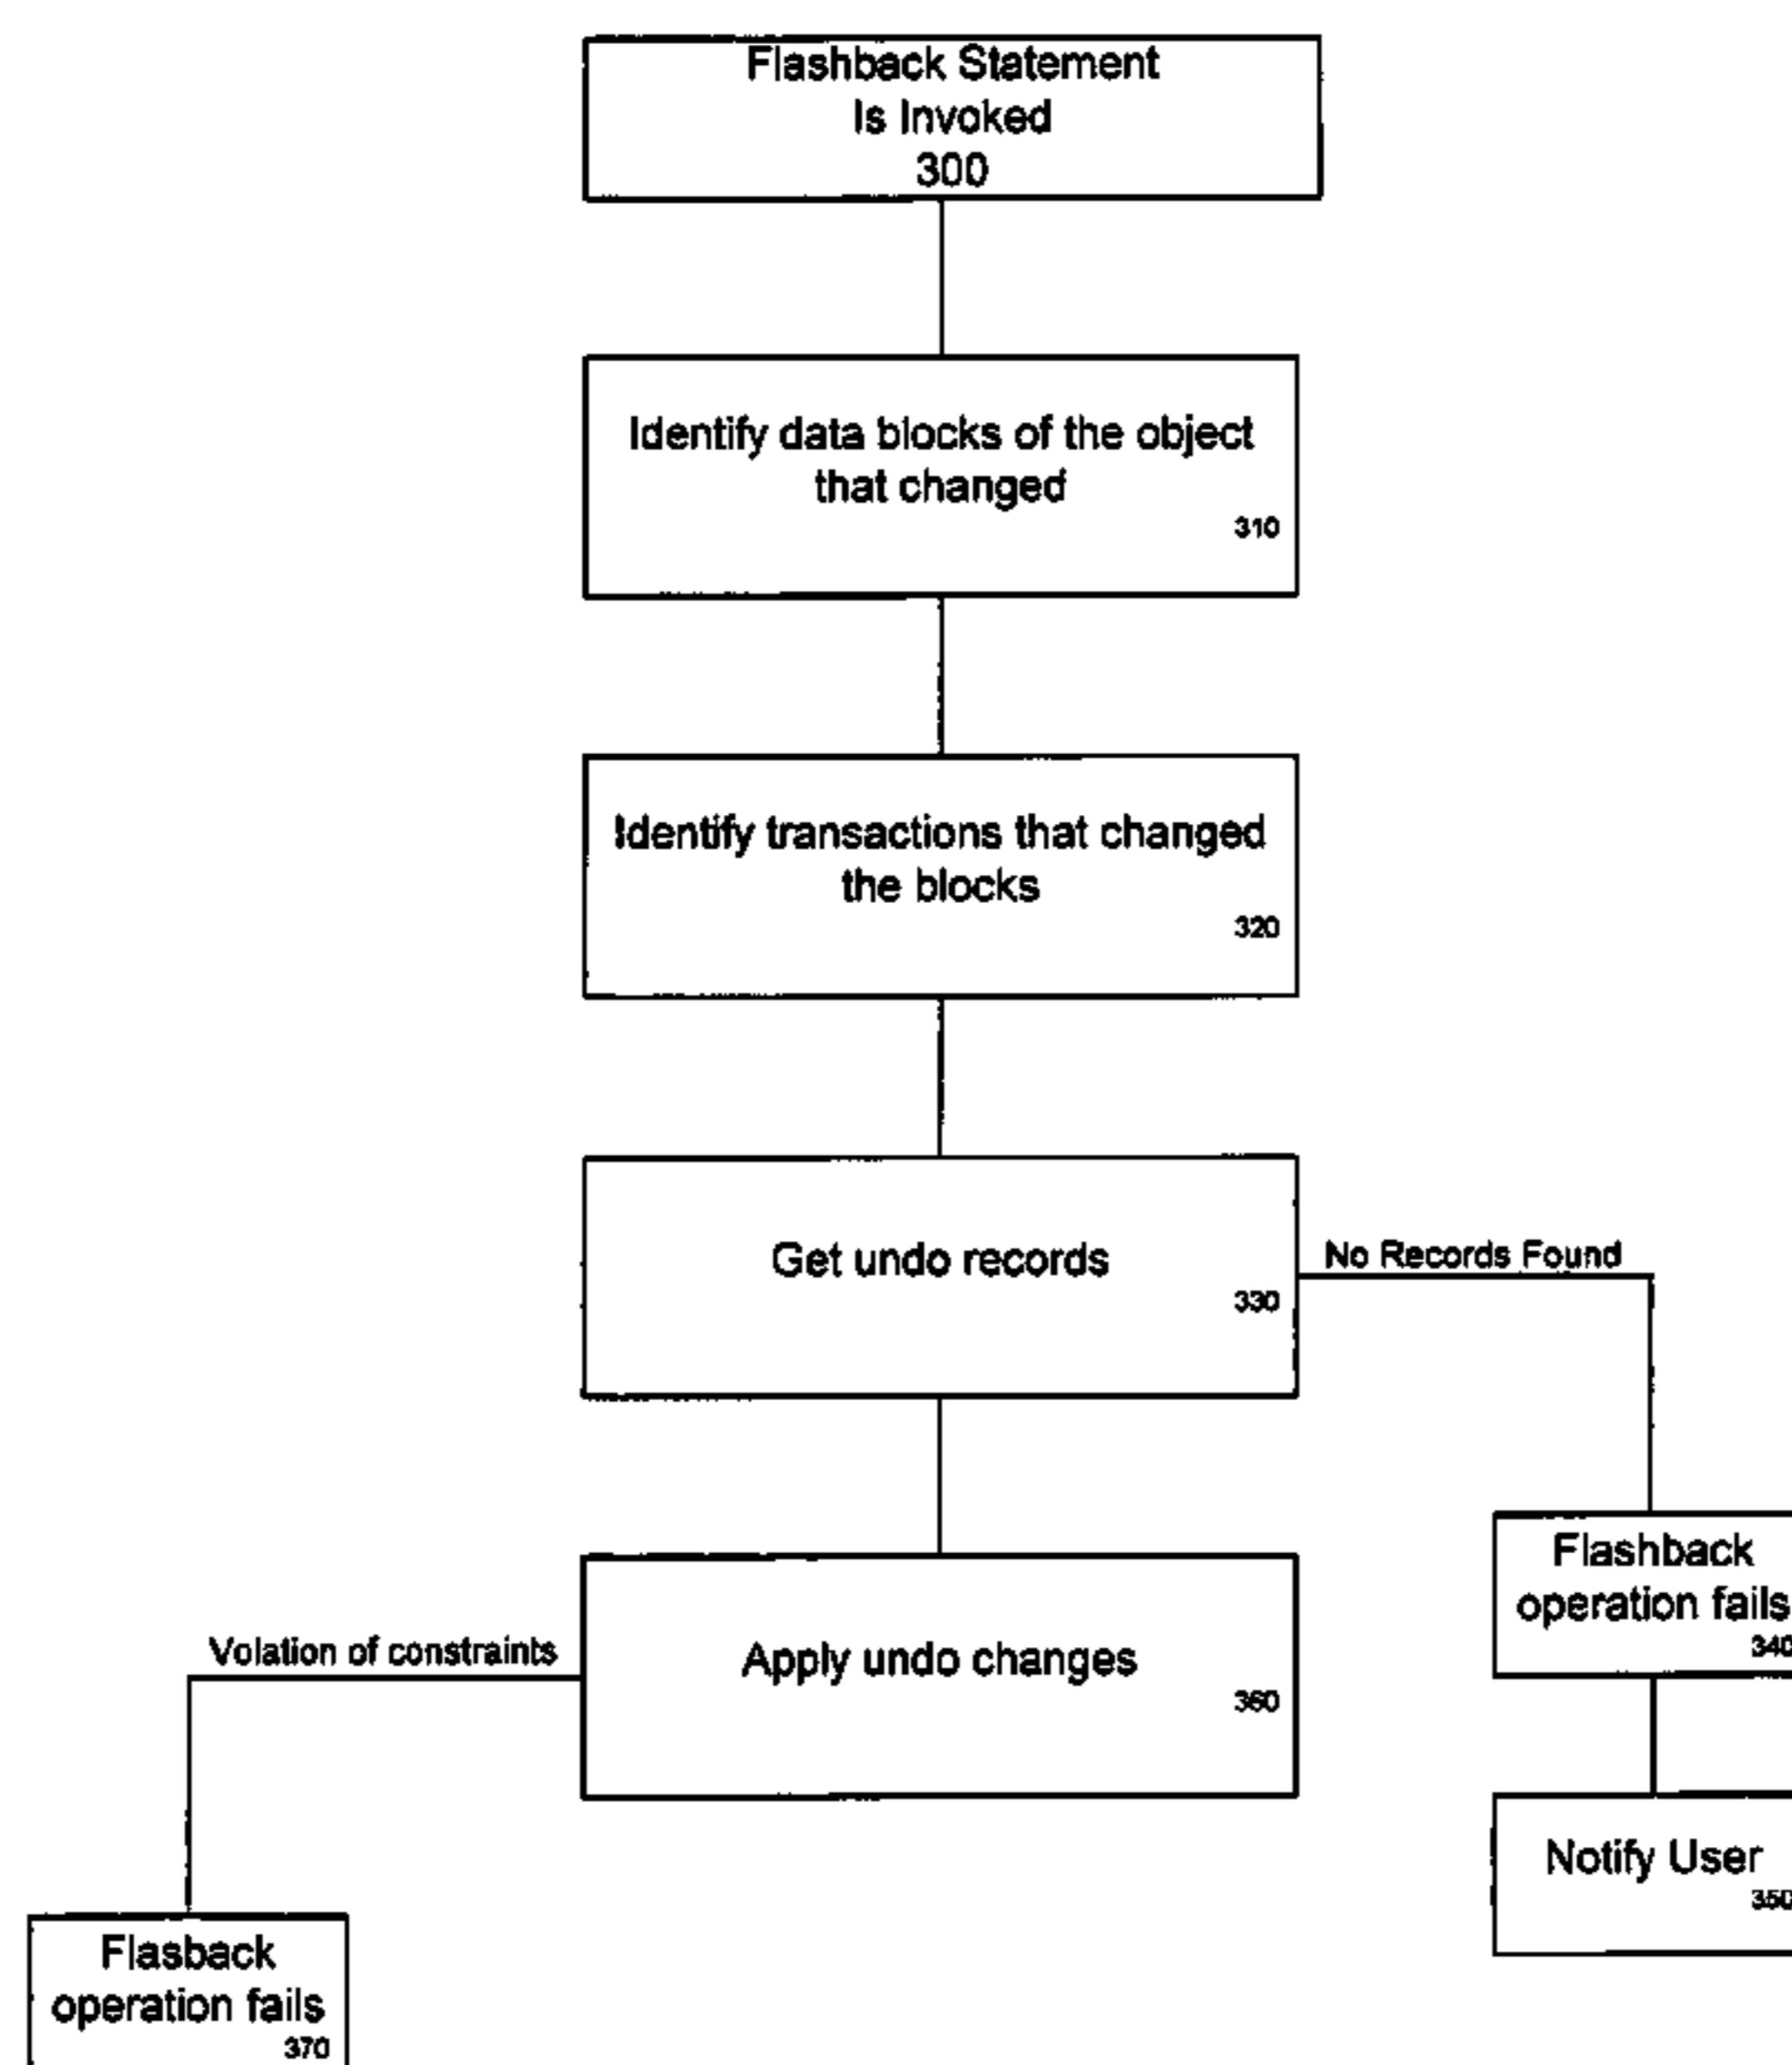 Flashback Statement
Is Invoked
300
Identify data blocks of the object
that changed
310
Identify transactions that changed
the blocks
320
Get undo records
330
No Records Found
Flashback
operation fails
340
Notify User
350
Apply undo changes
360
Volation of constraints
Flasback
operation fails
370